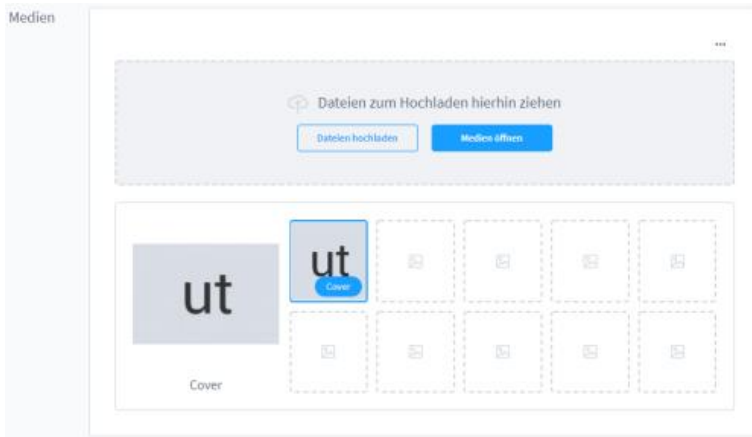 Medien
Dateien zum Hochladen hierhin ziehen
Dateien hochladen
Medien öffnen
ut
ut
Cover
Cover